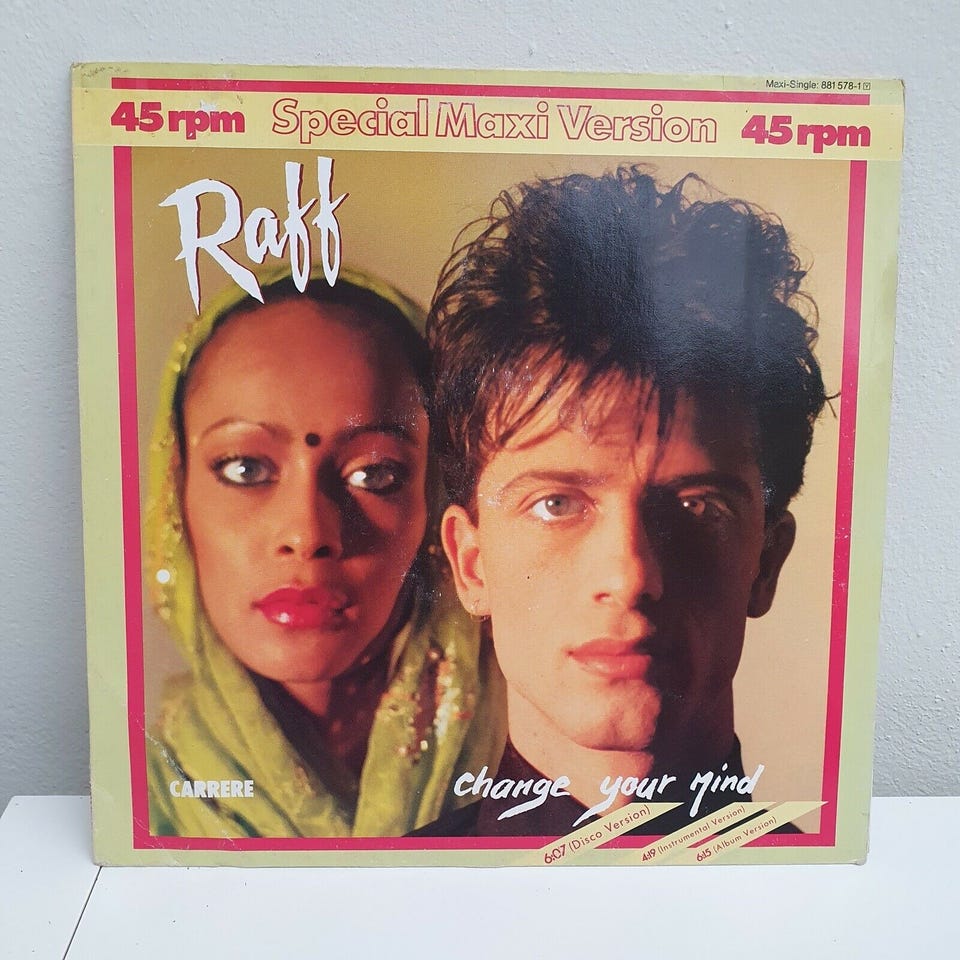 Maxi-Single: 881 578-1 Y
45 rpm Special Maxi Version 45 rpm
Raff
CARRERE
change your Mind
6:07 (Disco Version)
4:19 (Instrumental Version)
6:15 (Album Version)